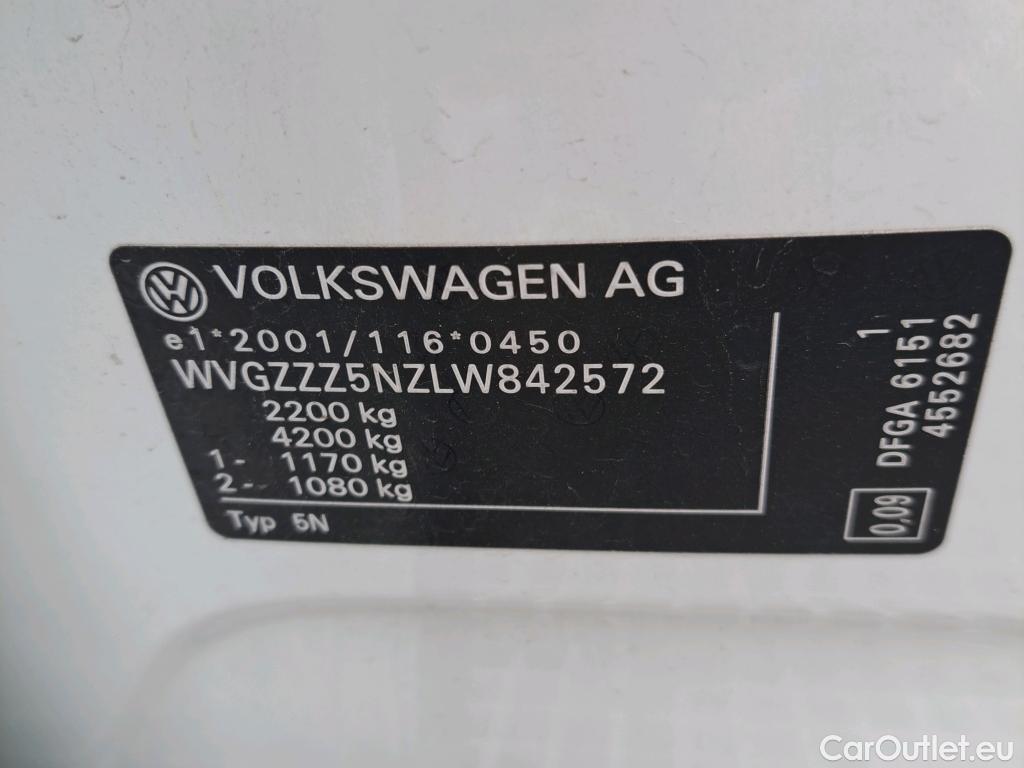 VOLKSWAGEN AG
e1*2001/116*0450
WVGZZZ5NZLW842572
2200 kg
4200 kg
1- 1170 kg
2- 1080 kg
Typ 5N
1
DFGA 6151
4552682
0,09
CarOutlet.eu